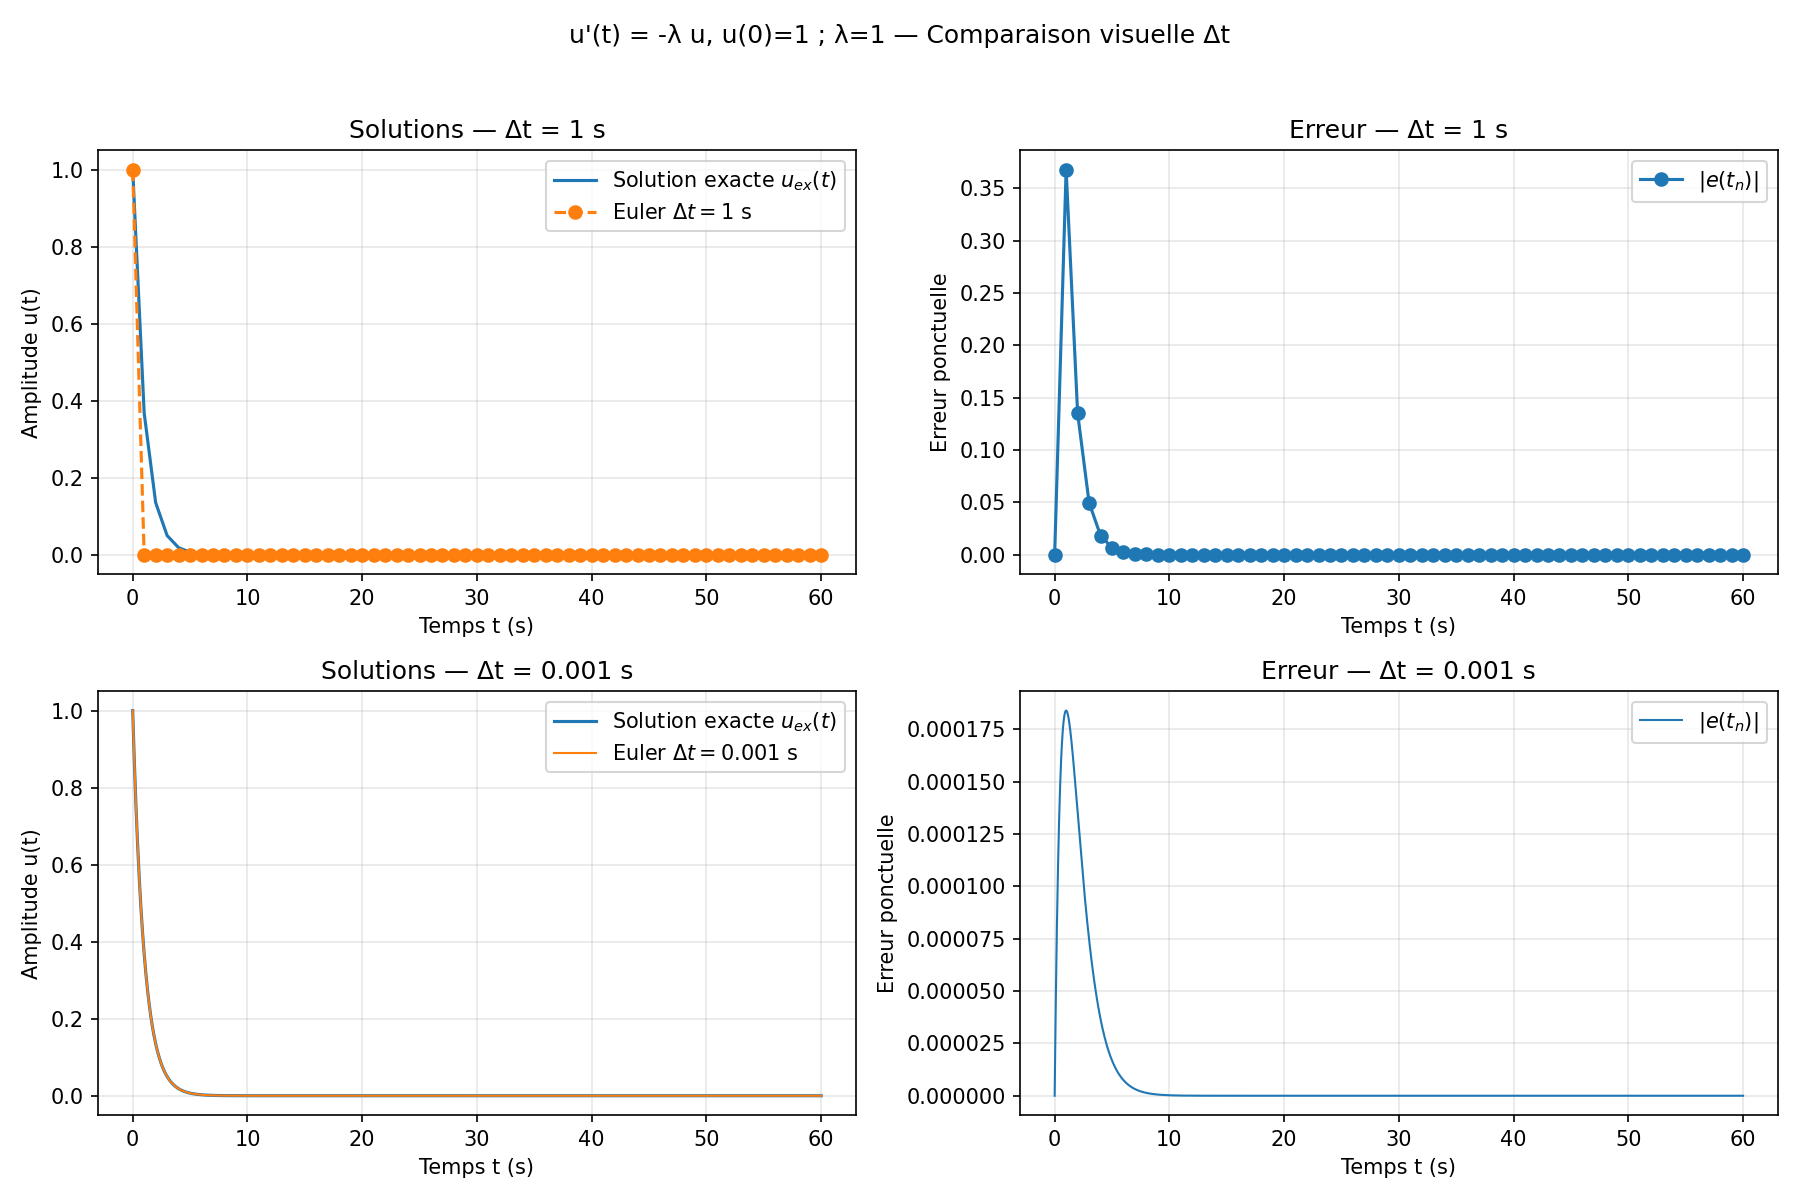 u'(t) = -λ u, u(0)=1 ; λ=1 — Comparaison visuelle Δt
Solutions — Δt = 1 s
1.0
0.8
0.6
0.4
0.2
0.0
Amplitude u(t)
Solution exacte u_{ex}(t)
Euler Δt = 1 s
0 10 20 30 40 50 60
Temps t (s)
Erreur — Δt = 1 s
0.35
0.30
0.25
0.20
0.15
0.10
0.05
0.00
Erreur ponctuelle
|e(t_n)|
0 10 20 30 40 50 60
Temps t (s)
Solutions — Δt = 0.001 s
1.0
0.8
0.6
0.4
0.2
0.0
Amplitude u(t)
Solution exacte u_{ex}(t)
Euler Δt = 0.001 s
0 10 20 30 40 50 60
Temps t (s)
Erreur — Δt = 0.001 s
0.000175
0.000150
0.000125
0.000100
0.000075
0.000050
0.000025
0.000000
Erreur ponctuelle
|e(t_n)|
0 10 20 30 40 50 60
Temps t (s)